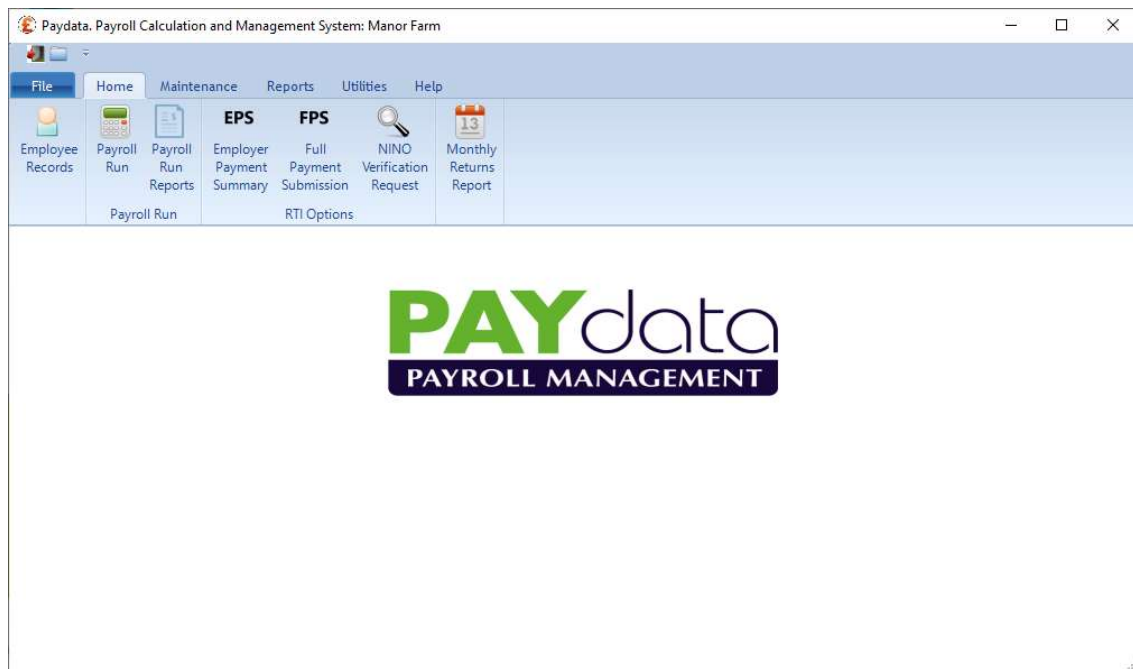 Paydata. Payroll Calculation and Management System: Manor Farm
File Home Maintenance Reports Utilities Help
Employee Records
Payroll Run
Payroll Run Reports
EPS Employer Payment Summary
FPS Full Payment Submission
NINO Verification Request
13 Monthly Returns Report
Payroll Run
RTI Options
PAYdata
PAYROLL MANAGEMENT